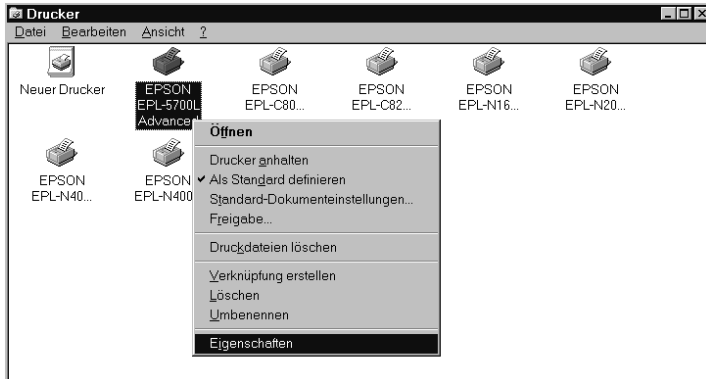 Drucker
Datei Bearbeiten Ansicht ?
Neuer Drucker
EPSON
EPL-5700L
Advanced
EPSON
EPL-C80...
EPSON
EPL-C82...
EPSON
EPL-N16...
EPSON
EPL-N20...
EPSON
EPL-N40...
EPSON
EPL-N400
Öffnen
Drucker anhalten
Als Standard definieren
Standard-Dokumenteinstellungen...
Freigabe...
Druckdateien löschen
Verknüpfung erstellen
Löschen
Umbenennen
Eigenschaften